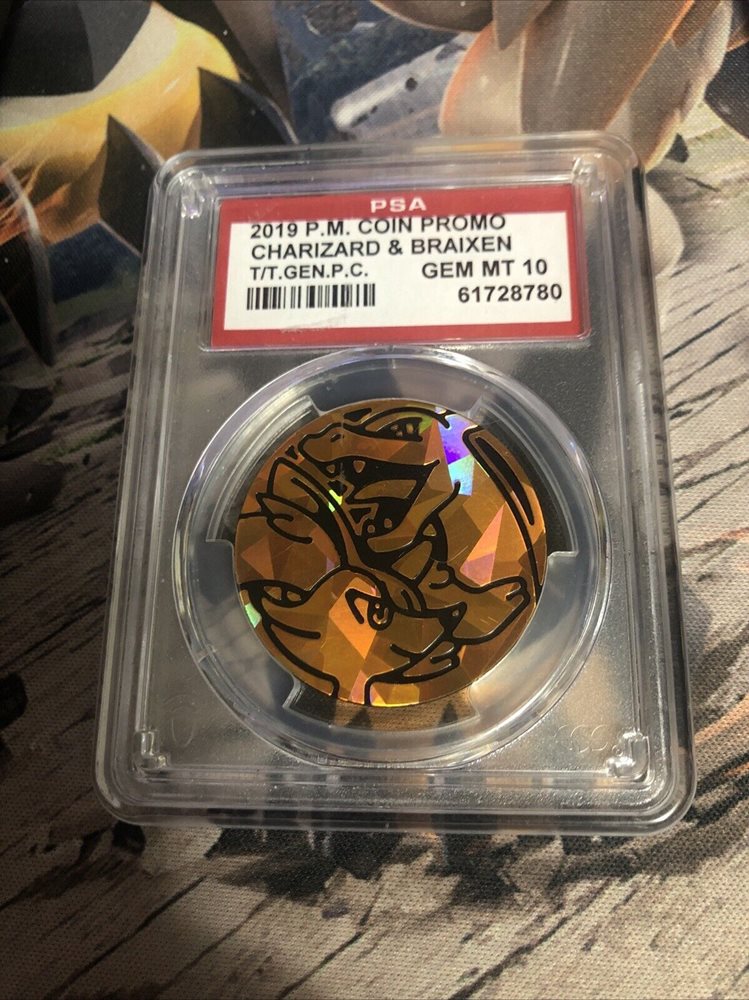 PSA
2019 P.M. COIN PROMO
CHARIZARD & BRAIXEN
T/T.GEN.P.C. GEM MT 10
61728780